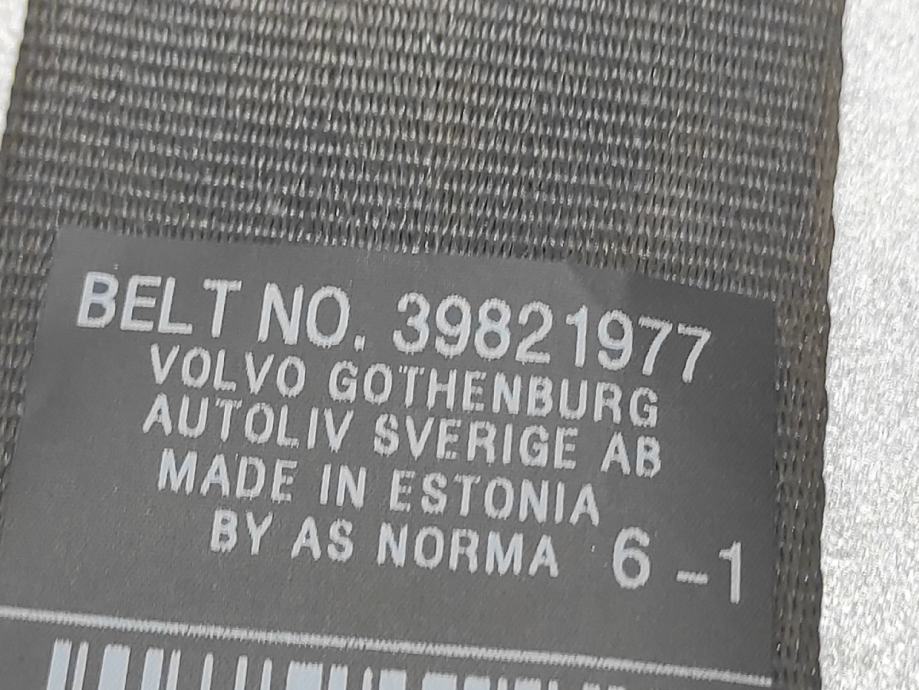 BELT NO. 39821977
VOLVO GOTHENBURG
AUTOLIV SVERIGE AB
MADE IN ESTONIA
BY AS NORMA 6-1